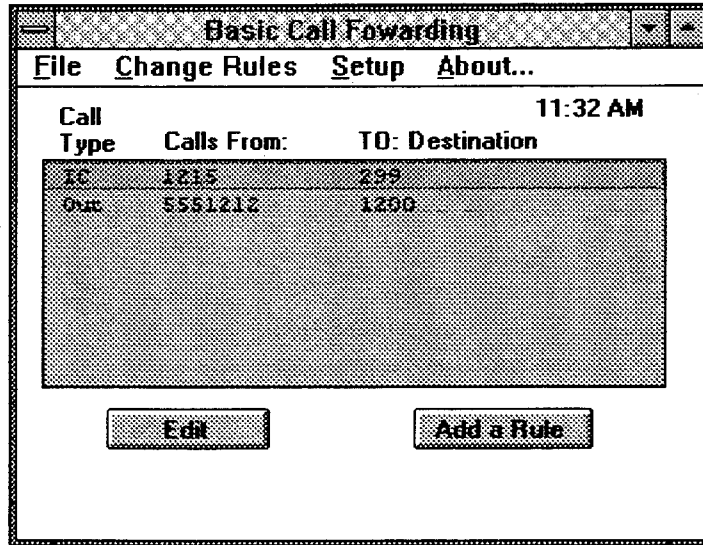 Basic Call Fowarding
File Change Rules Setup About...
11:32 AM
Call
Type Calls From: TO: Destination
IC 1215 299
Out 5551212 1200
Edit Add a Rule